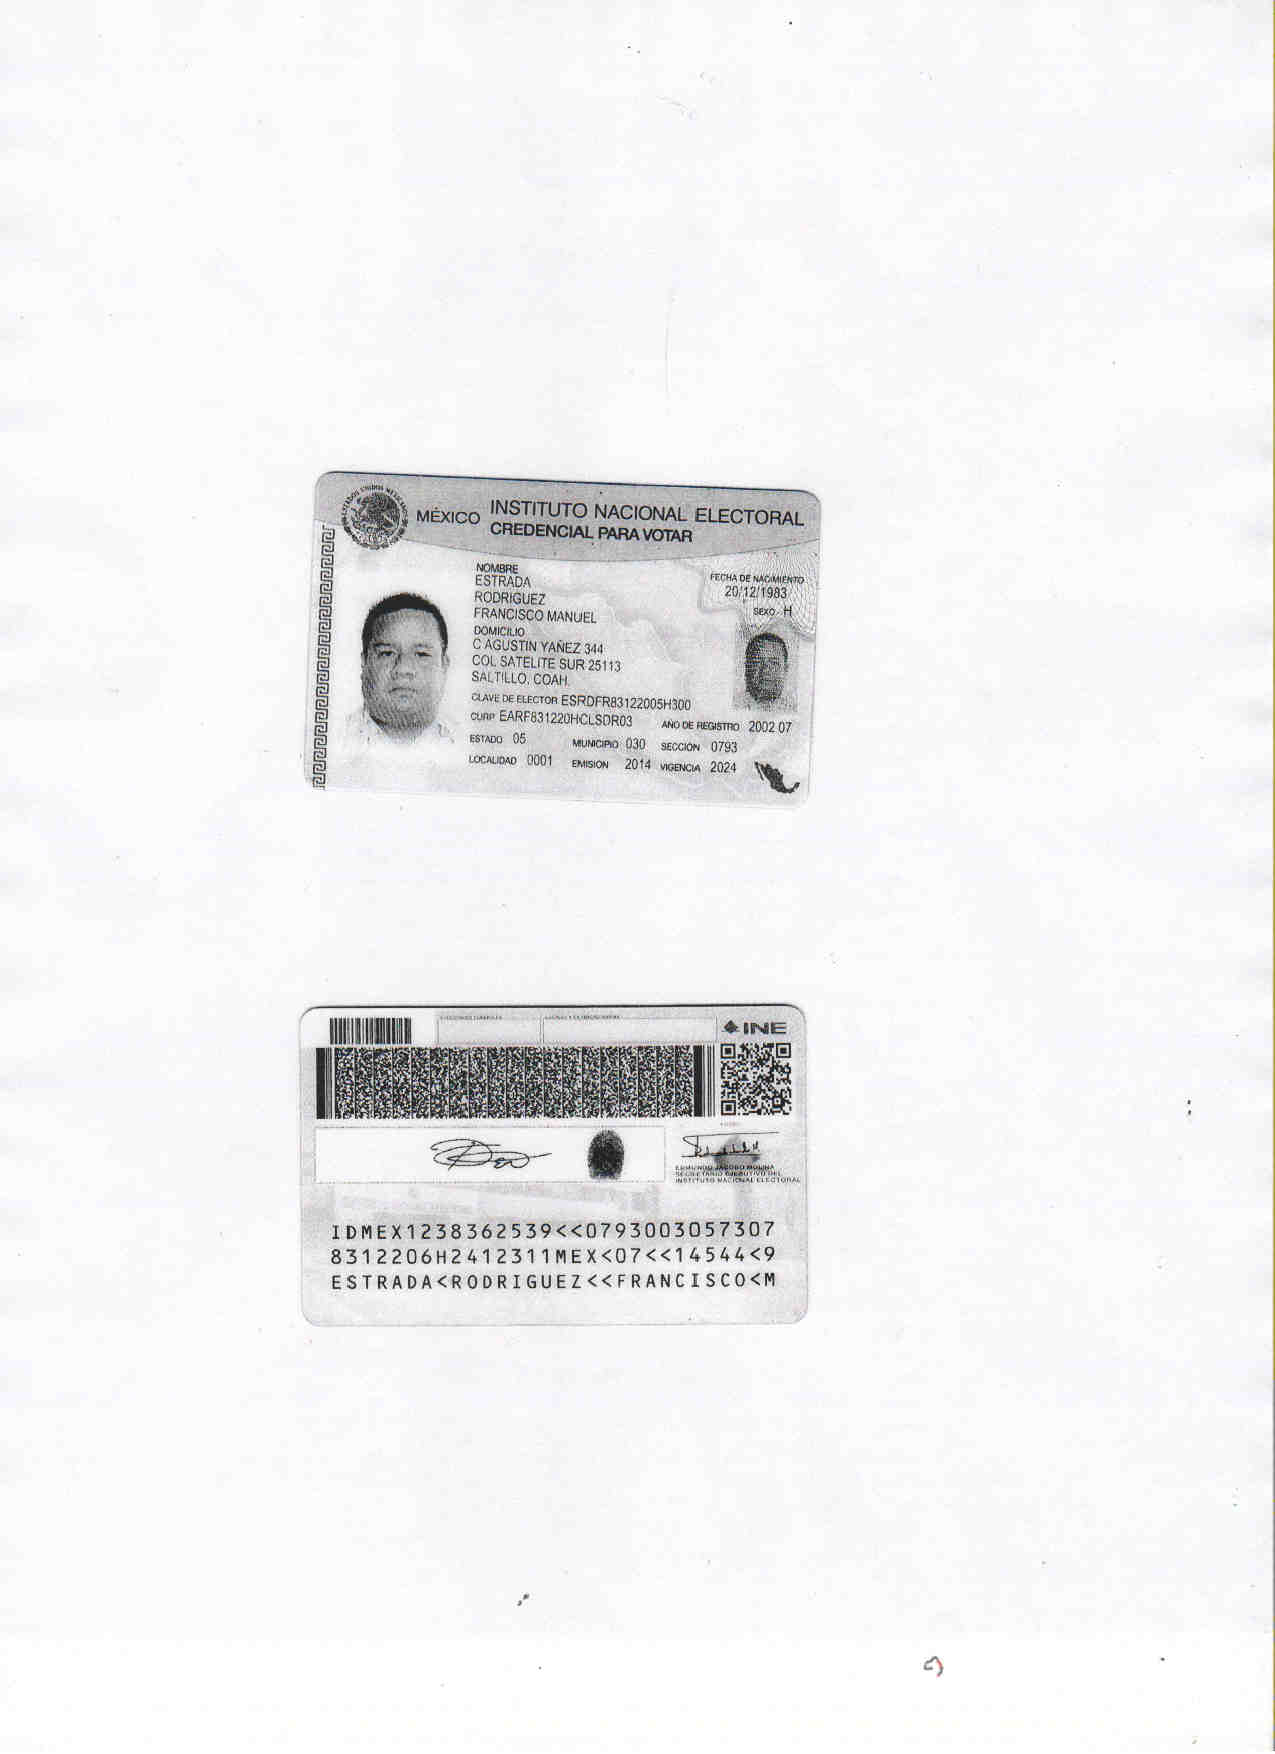 ESTADOS UNIDOS MEXICANOS
MÉXICO INSTITUTO NACIONAL ELECTORAL
CREDENCIAL PARA VOTAR
NOMBRE
ESTRADA
RODRIGUEZ
FRANCISCO MANUEL
FECHA DE NACIMIENTO
20/12/1983
SEXO H
DOMICILIO
C AGUSTIN YAÑEZ 344
COL SATELITE SUR 25113
SALTILLO, COAH.
CLAVE DE ELECTOR ESRDFR83122005H300
CURP EARF831220HCLSDR03 AÑO DE REGISTRO 2002 07
ESTADO 05 MUNICIPIO 030 SECCIÓN 0793
LOCALIDAD 0001 EMISIÓN 2014 VIGENCIA 2024
INE
EDMUNDO JACOBO MOLINA
SECRETARIO EJECUTIVO DEL
INSTITUTO NACIONAL ELECTORAL
IDMEX1238362539<<0793003057307
8312206H2412311MEX<07<<14544<9
ESTRADA<RODRIGUEZ<<FRANCISCO<M